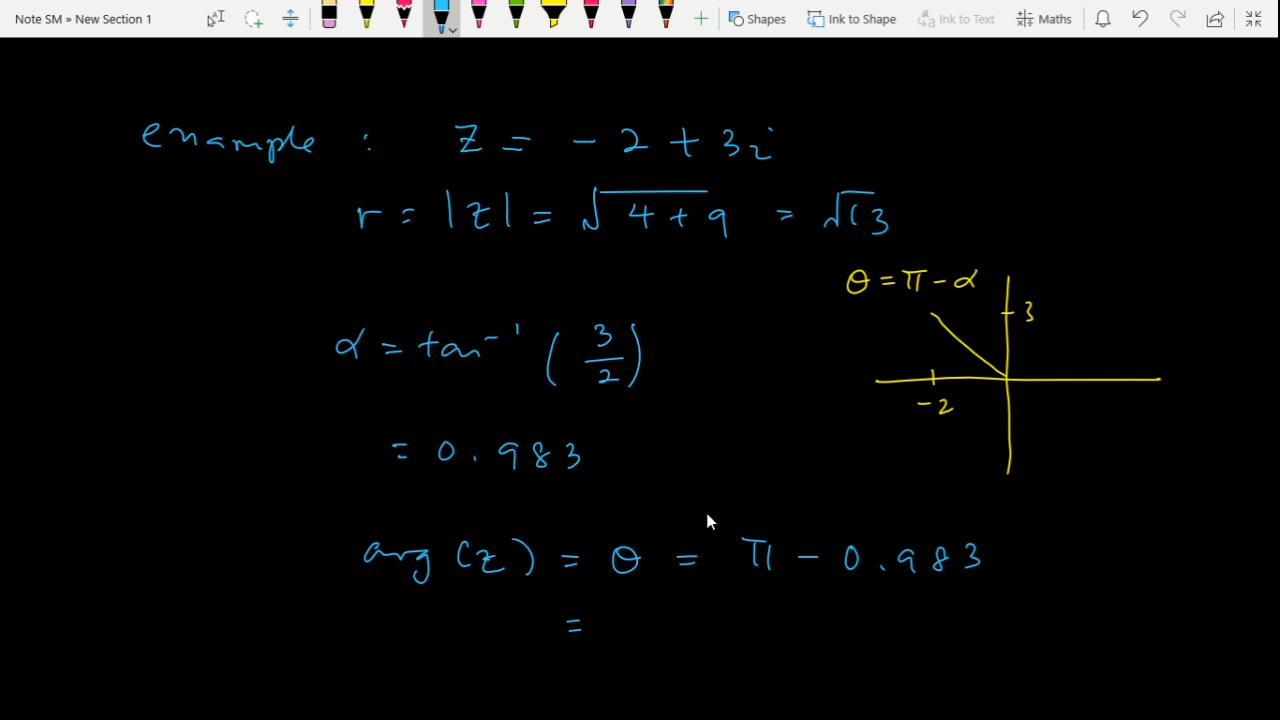 Note SM » New Section 1
Shapes
Ink to Shape
Ink to Text
Maths
example : z = -2 + 3i
r = |z| = √(4 + 9) = √13
θ = π - α
3
α = tan⁻¹ (3/2)
-2
= 0.983
arg (z) = θ = π - 0.983
=